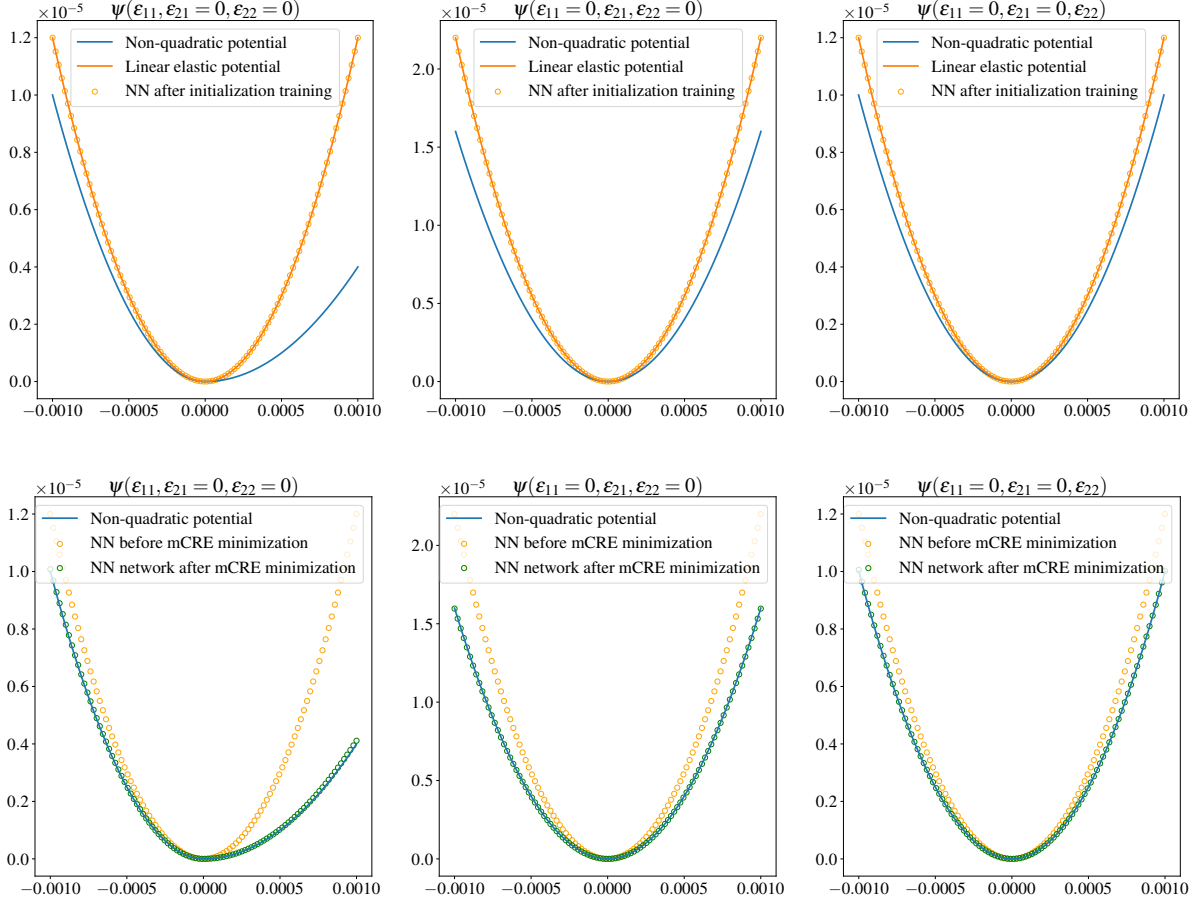 ×10⁻⁵ ψ(ε₁₁, ε₂₁ = 0, ε₂₂ = 0)
1.2
1.0
0.8
0.6
0.4
0.2
0.0
Non-quadratic potential
Linear elastic potential
NN after initialization training
−0.0010 −0.0005 0.0000 0.0005 0.0010
×10⁻⁵ ψ(ε₁₁ = 0, ε₂₁, ε₂₂ = 0)
2.0
1.5
1.0
0.5
0.0
Non-quadratic potential
Linear elastic potential
NN after initialization training
−0.0010 −0.0005 0.0000 0.0005 0.0010
×10⁻⁵ ψ(ε₁₁ = 0, ε₂₁ = 0, ε₂₂)
1.2
1.0
0.8
0.6
0.4
0.2
0.0
Non-quadratic potential
Linear elastic potential
NN after initialization training
−0.0010 −0.0005 0.0000 0.0005 0.0010
×10⁻⁵ ψ(ε₁₁, ε₂₁ = 0, ε₂₂ = 0)
1.2
1.0
0.8
0.6
0.4
0.2
0.0
Non-quadratic potential
NN before mCRE minimization
NN network after mCRE minimization
−0.0010 −0.0005 0.0000 0.0005 0.0010
×10⁻⁵ ψ(ε₁₁ = 0, ε₂₁, ε₂₂ = 0)
2.0
1.5
1.0
0.5
0.0
Non-quadratic potential
NN before mCRE minimization
NN network after mCRE minimization
−0.0010 −0.0005 0.0000 0.0005 0.0010
×10⁻⁵ ψ(ε₁₁ = 0, ε₂₁ = 0, ε₂₂)
1.2
1.0
0.8
0.6
0.4
0.2
0.0
Non-quadratic potential
NN before mCRE minimization
NN network after mCRE minimization
−0.0010 −0.0005 0.0000 0.0005 0.0010